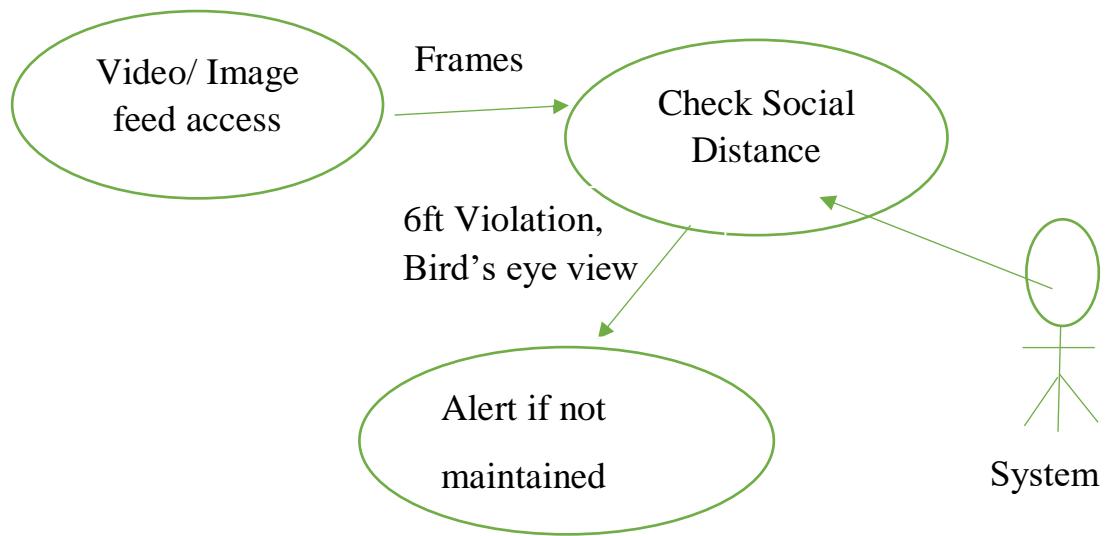 Video/ Image
feed access
Frames
Check Social
Distance
6ft Violation,
Bird’s eye view
Alert if not
maintained
System